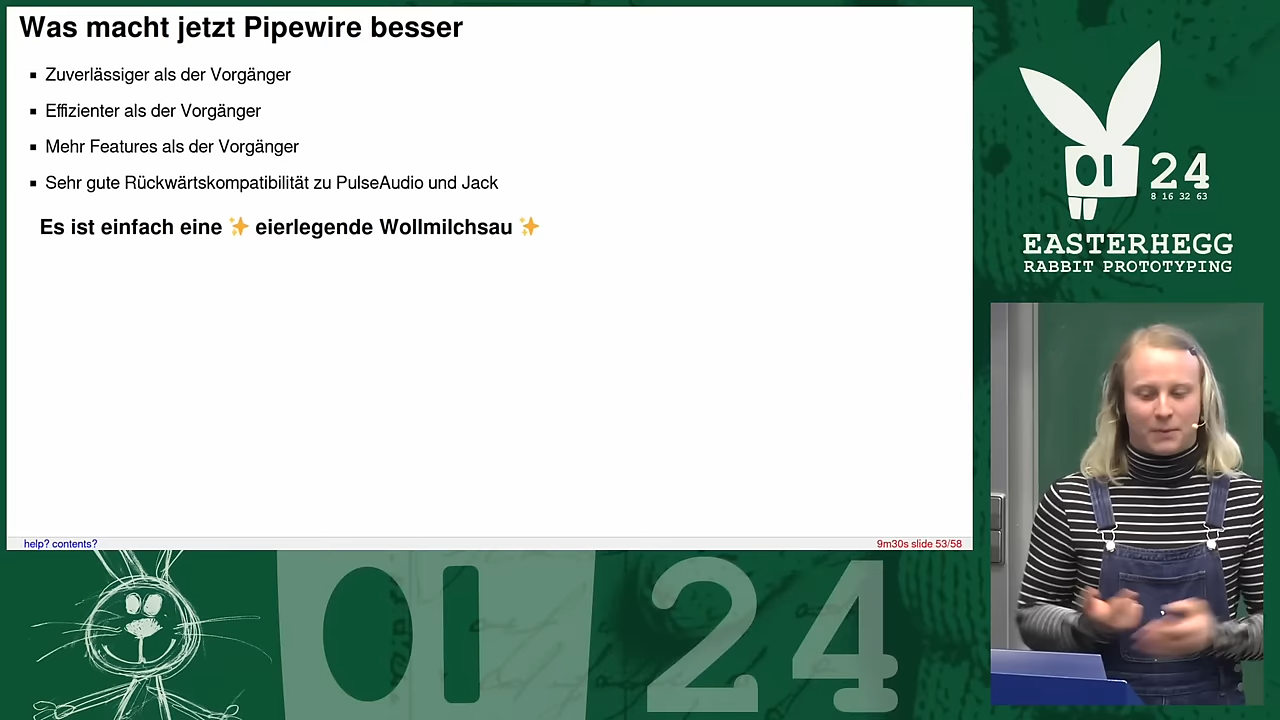 Was macht jetzt Pipewire besser
Zuverlässiger als der Vorgänger
Effizienter als der Vorgänger
Mehr Features als der Vorgänger
Sehr gute Rückwärtskompatibilität zu PulseAudio und Jack
Es ist einfach eine ✨ eierlegende Wollmilchsau ✨
help? contents?
9m30s slide 53/58
24
8 16 32 63
EASTERHEGG
RABBIT PROTOTYPING
24